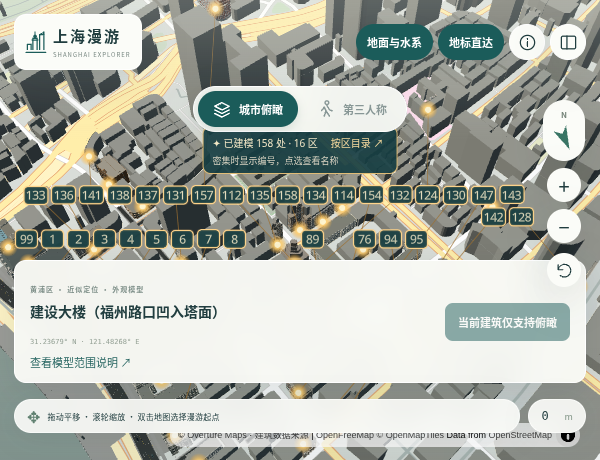 上海漫游
SHANGHAI EXPLORER
地面与水系
地标直达
城市俯瞰
第三人称
✦ 已建模 158 处 · 16 区 按区目录 ↗
密集时显示编号，点选查看名称
N
133 136 141 138 137 131 157 112 135 158 134 114 154 132 124 130 147 143
142 128
99 1 2 3 4 5 6 7 8 89 76 94 95
+
−
黄浦区 · 近似定位 · 外观模型
建设大楼（福州路口凹入塔面）
31.23679° N · 121.48268° E
查看模型范围说明 ↗
当前建筑仅支持俯瞰
拖动平移 · 滚轮缩放 · 双击地图选择漫游起点
0 m
© Overture Maps · 建筑数据来源 | OpenFreeMap © OpenMapTiles Data from OpenStreetMap